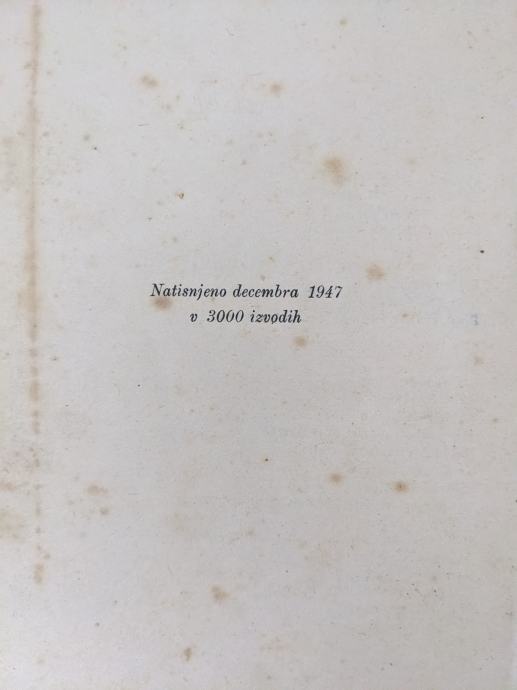 Natisnjeno decembra 1947
v 3000 izvodih